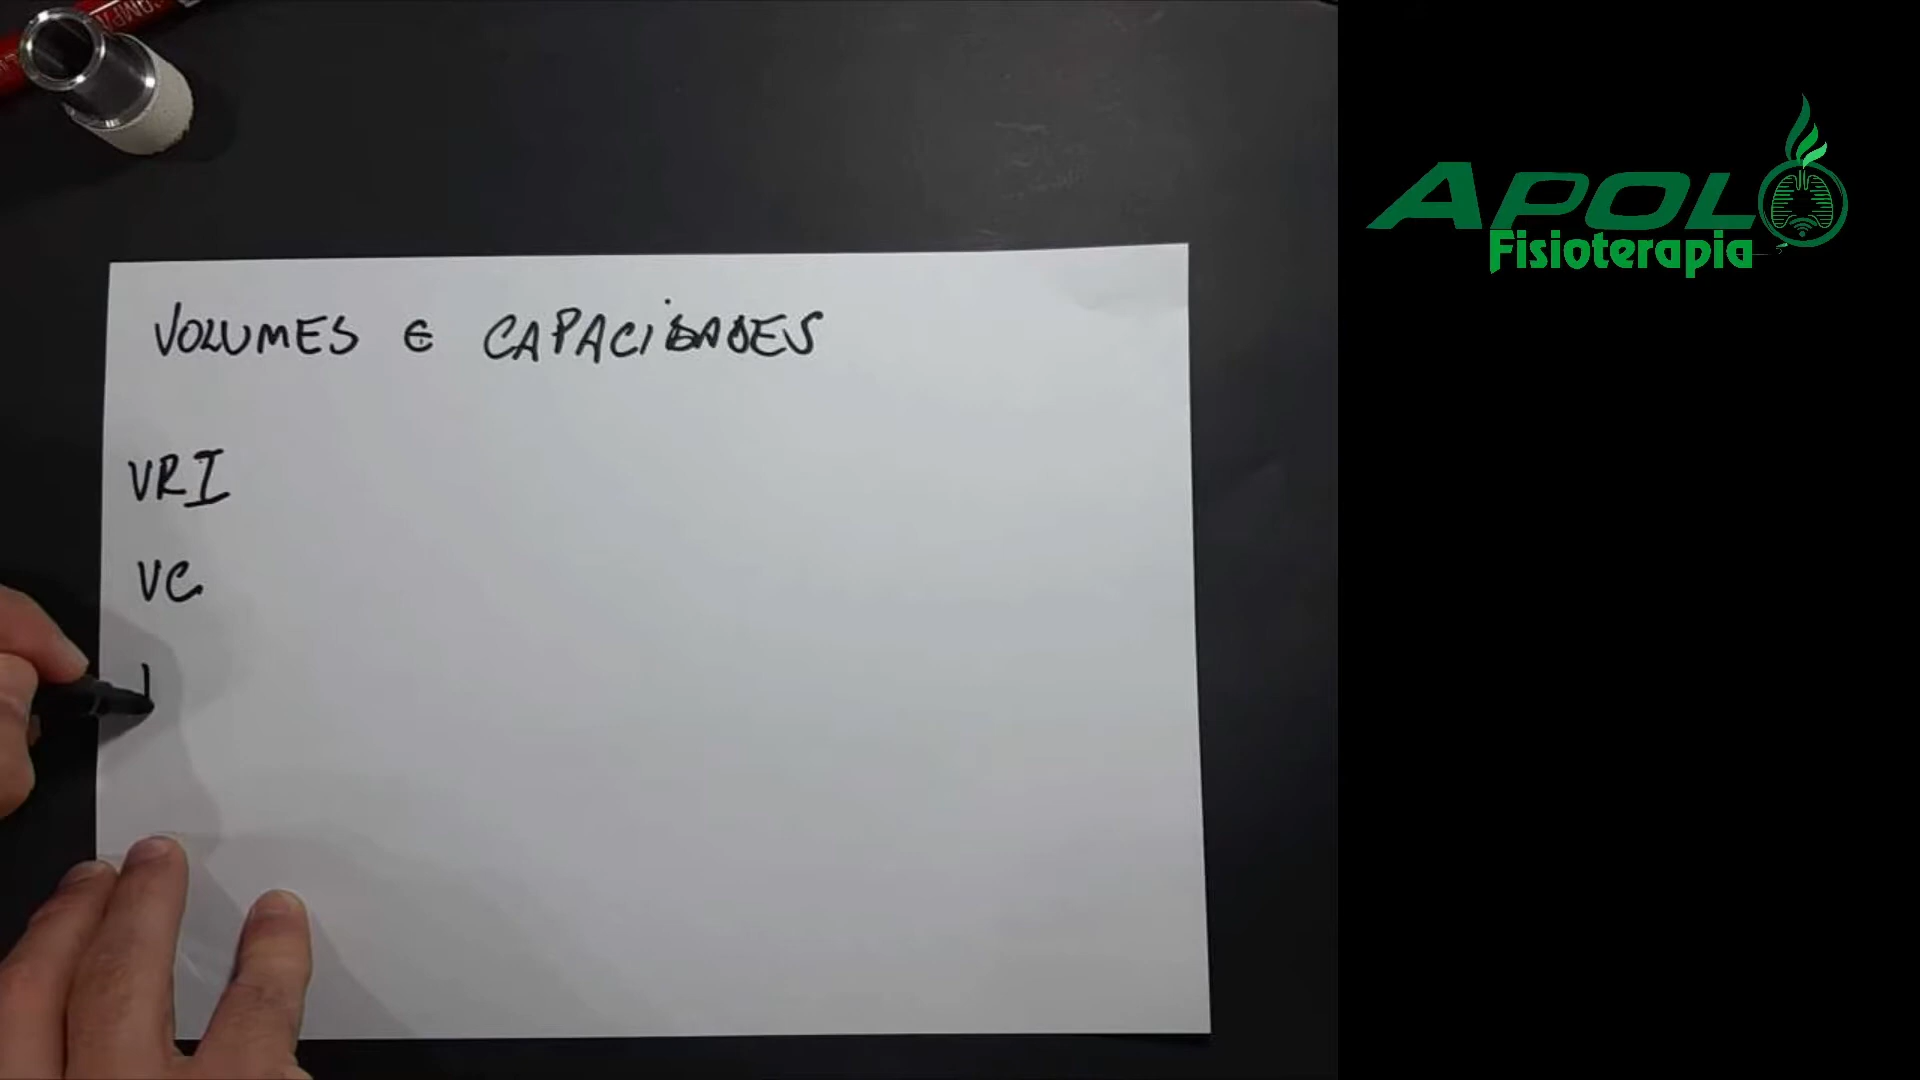 VOLUMES E CAPACIDADES
VRI
VC
APOLO
Fisioterapia